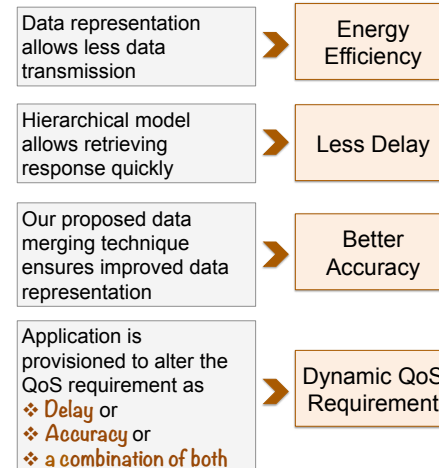 Data representation
allows less data
transmission
Energy
Efficiency
Hierarchical model
allows retrieving
response quickly
Less Delay
Our proposed data
merging technique
ensures improved data
representation
Better
Accuracy
Application is
provisioned to alter the
QoS requirement as
❖ Delay or
❖ Accuracy or
❖ a combination of both
Dynamic QoS
Requirement